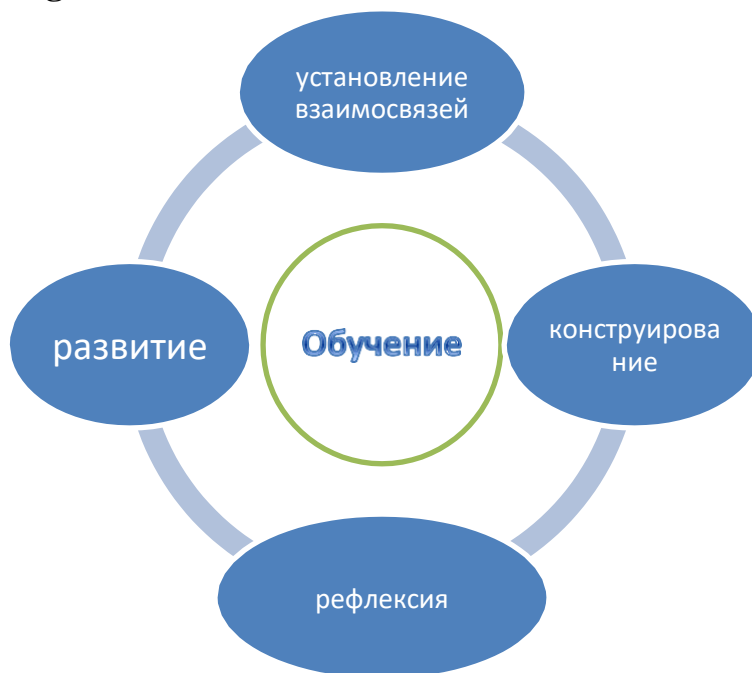 установление
взаимосвязей
развитие
Обучение
конструирова
ние
рефлексия